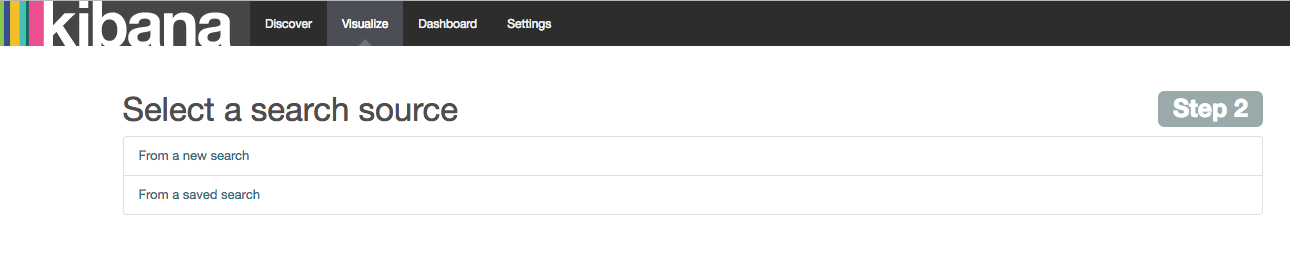 kibana Discover Visualize Dashboard Settings
Select a search source Step 2
From a new search
From a saved search